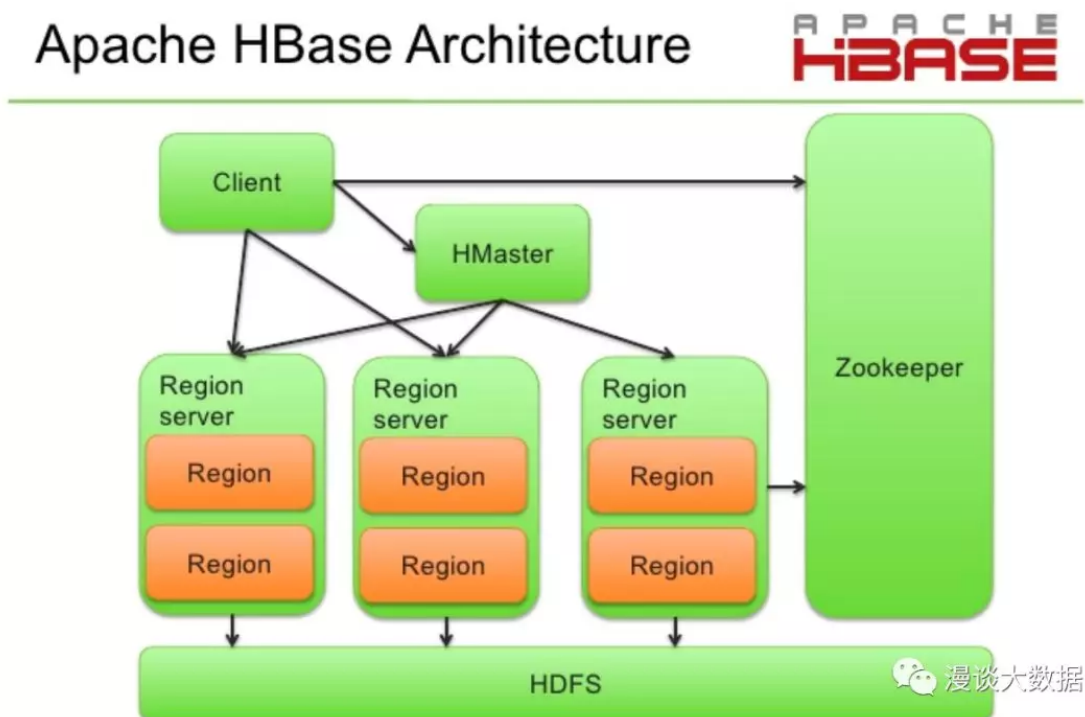 Apache HBase Architecture
APACHE
HBASE
Client
HMaster
Zookeeper
Region
server
Region
Region
Region
server
Region
Region
Region
server
Region
Region
HDFS
漫谈大数据